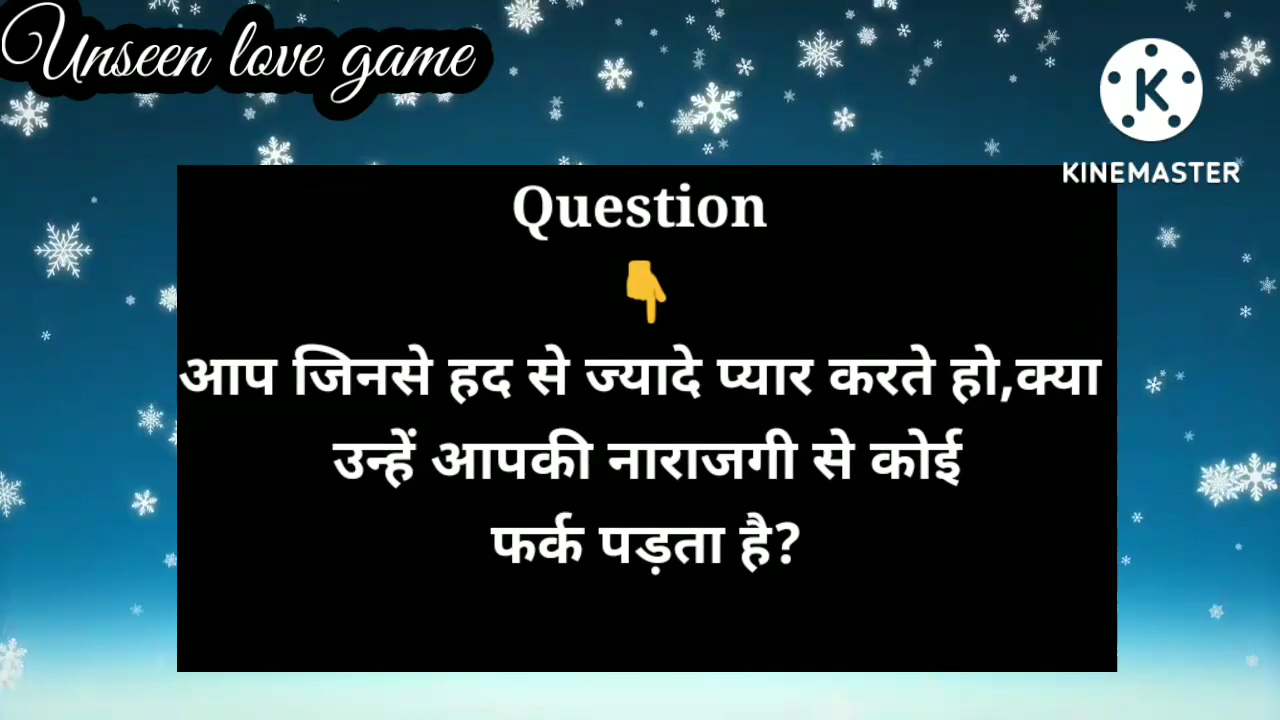 Unseen love game
KINEMASTER
Question
👇
आप जिनसे हद से ज्यादे प्यार करते हो,क्या
उन्हें आपकी नाराजगी से कोई
फर्क पड़ता है?